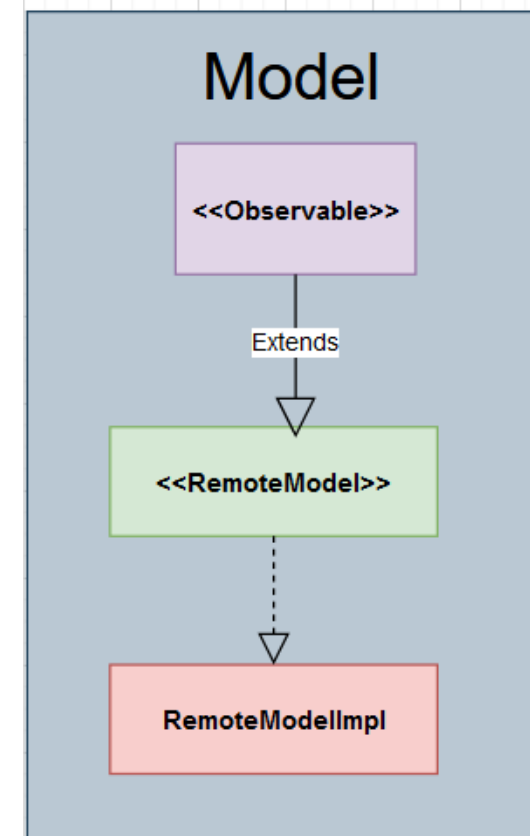 Model
<<Observable>>
Extends
<<RemoteModel>>
RemoteModelImpl